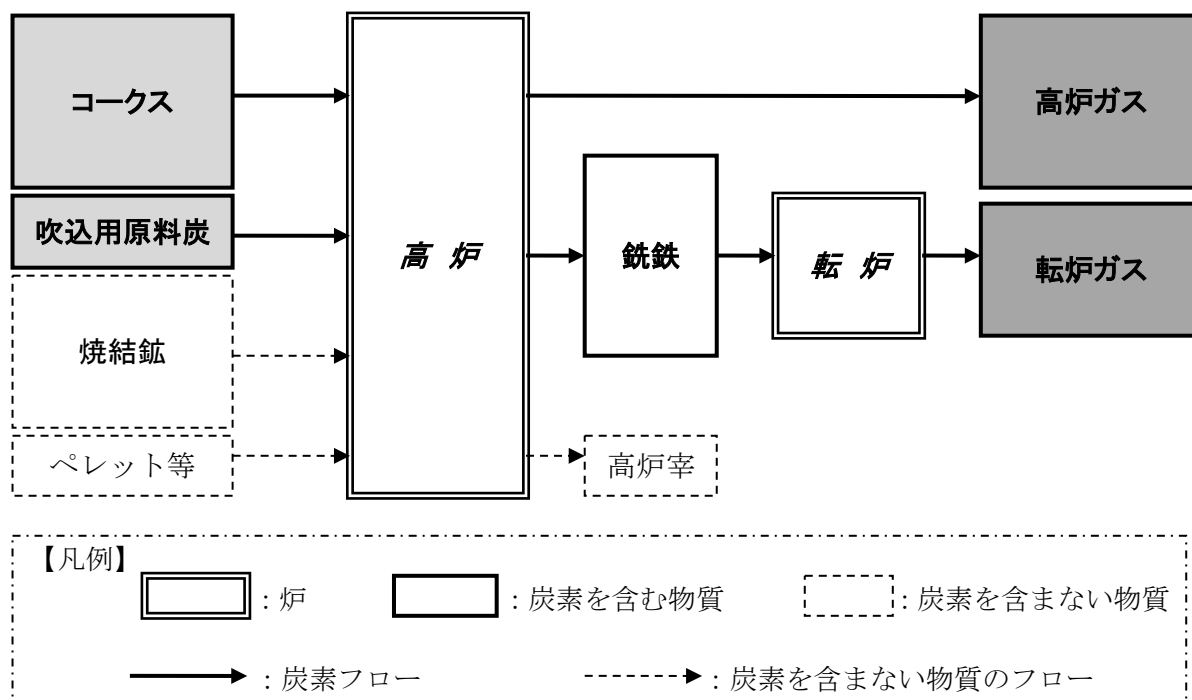 コークス
高炉ガス
吹込用原料炭
高 炉
銑鉄
転 炉
転炉ガス
焼結鉱
ペレット等
高炉宰
【凡例】
: 炉
: 炭素を含む物質
: 炭素を含まない物質
: 炭素フロー
: 炭素を含まない物質のフロー